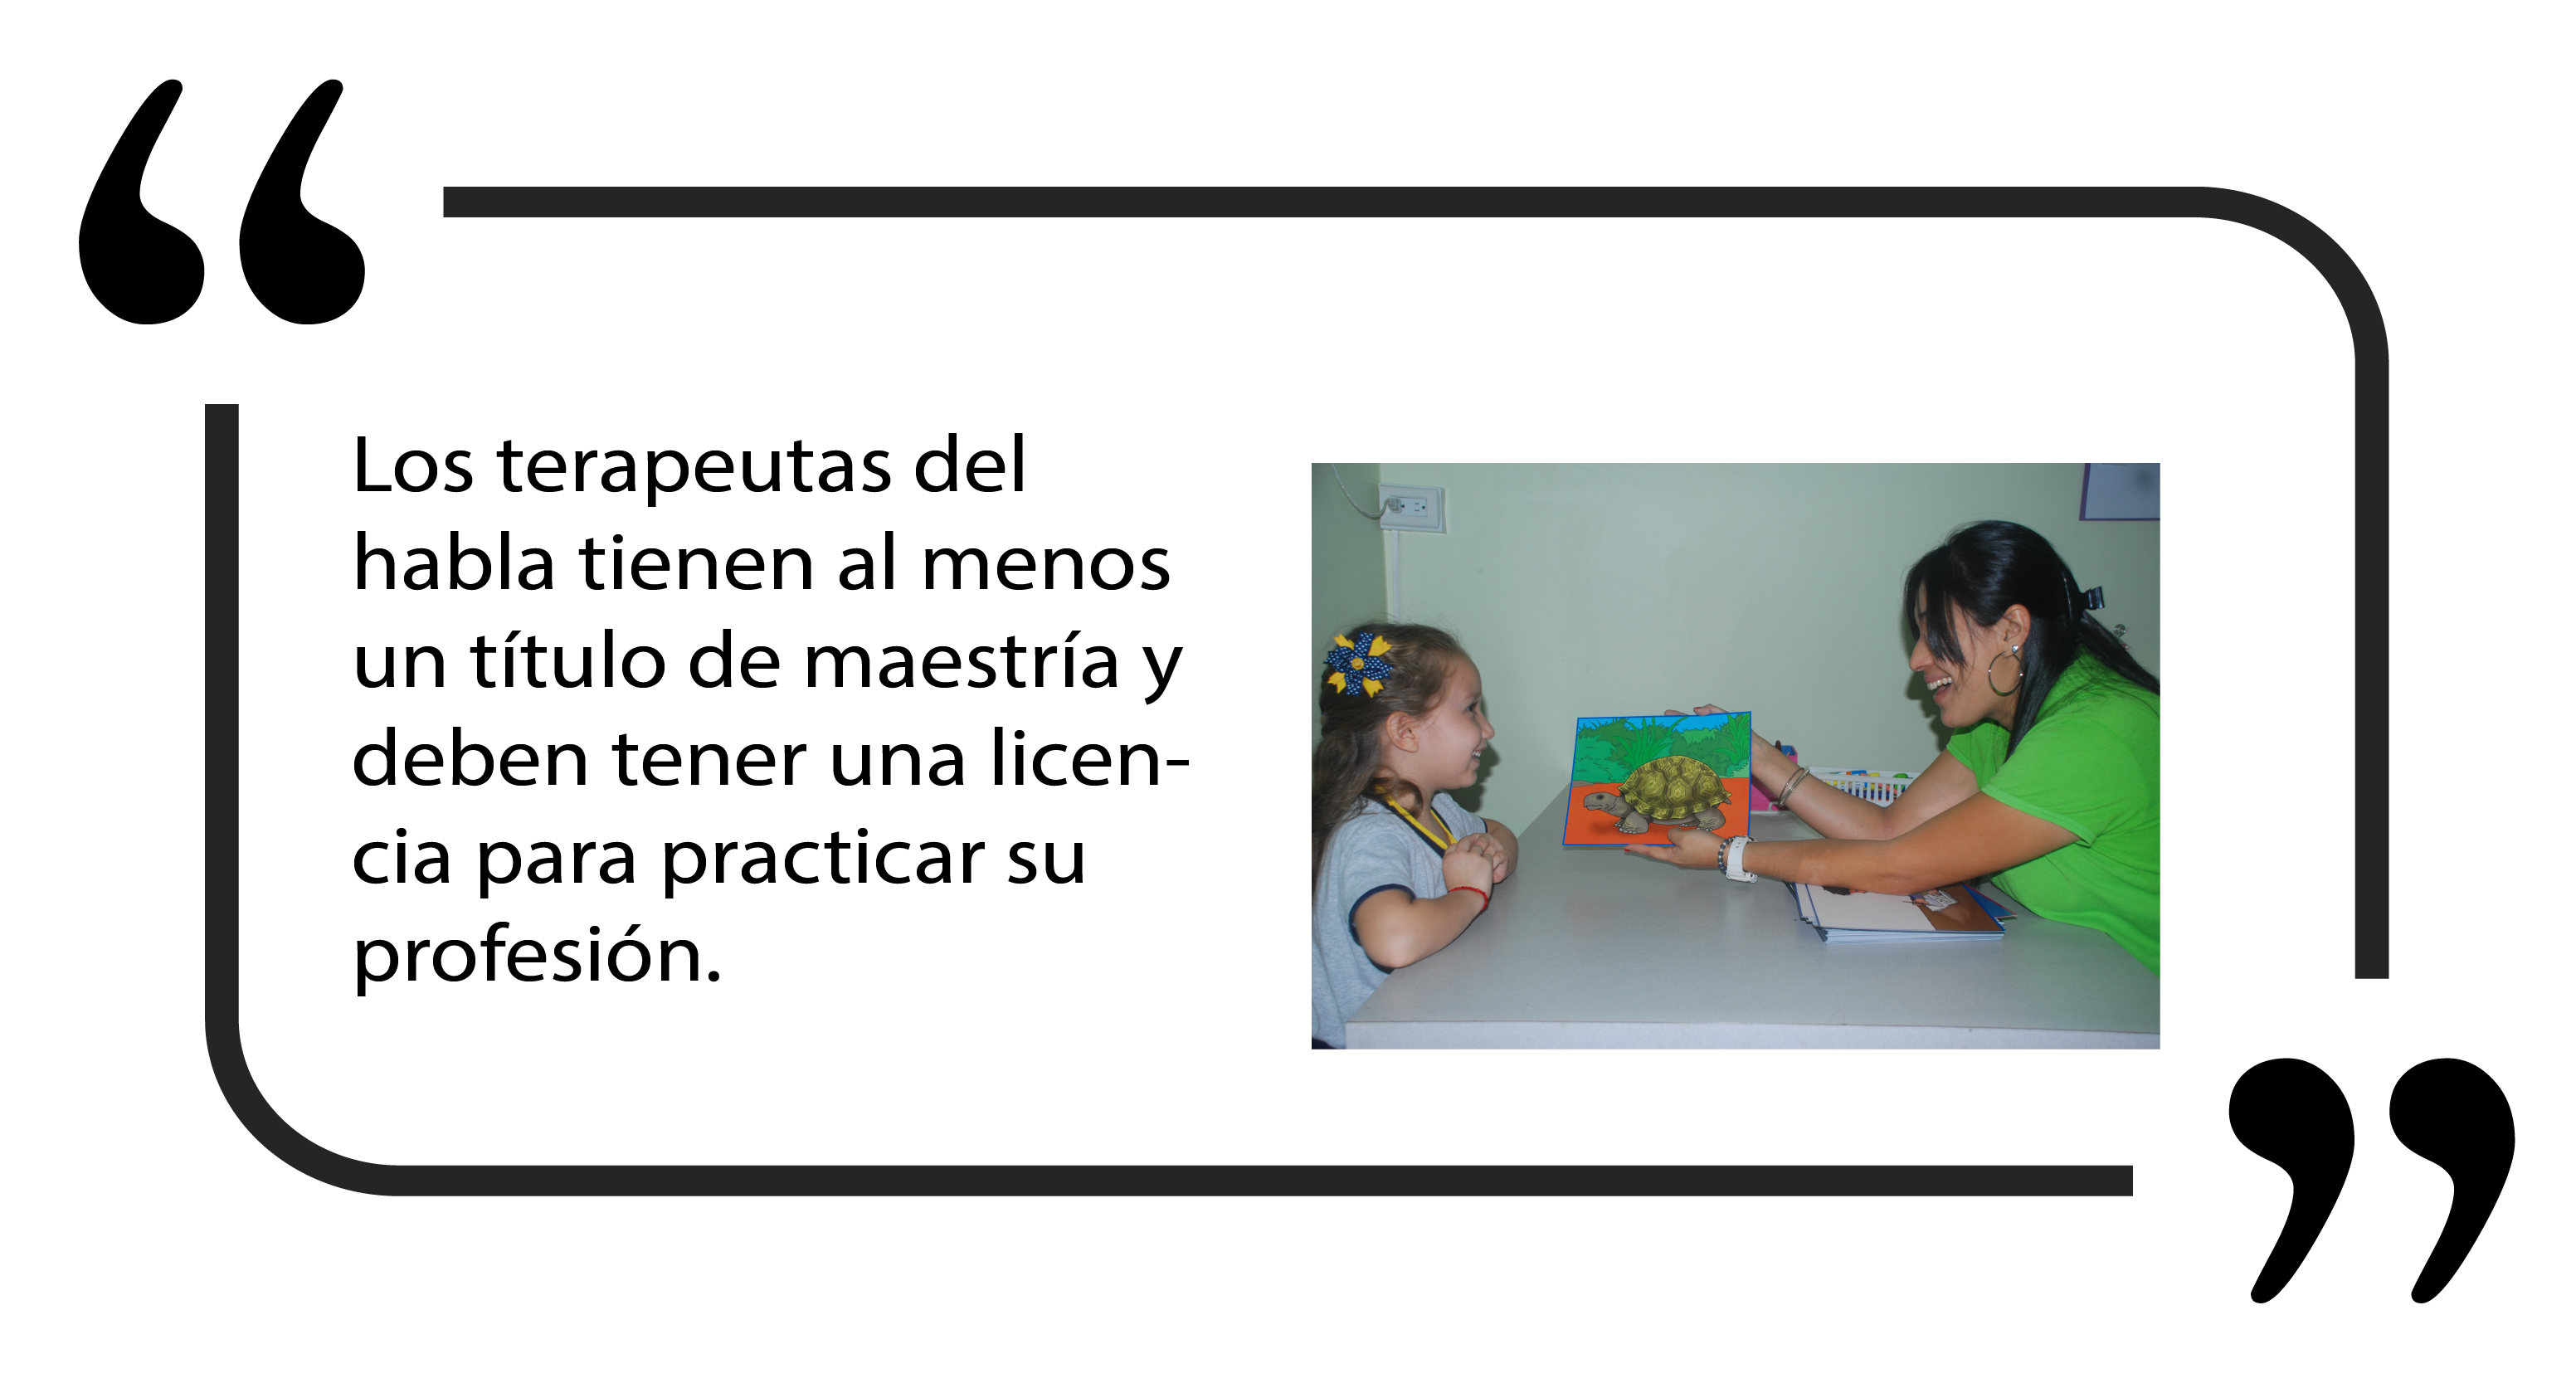 “
Los terapeutas del
habla tienen al menos
un título de maestría y
deben tener una licen-
cia para practicar su
profesión.
”